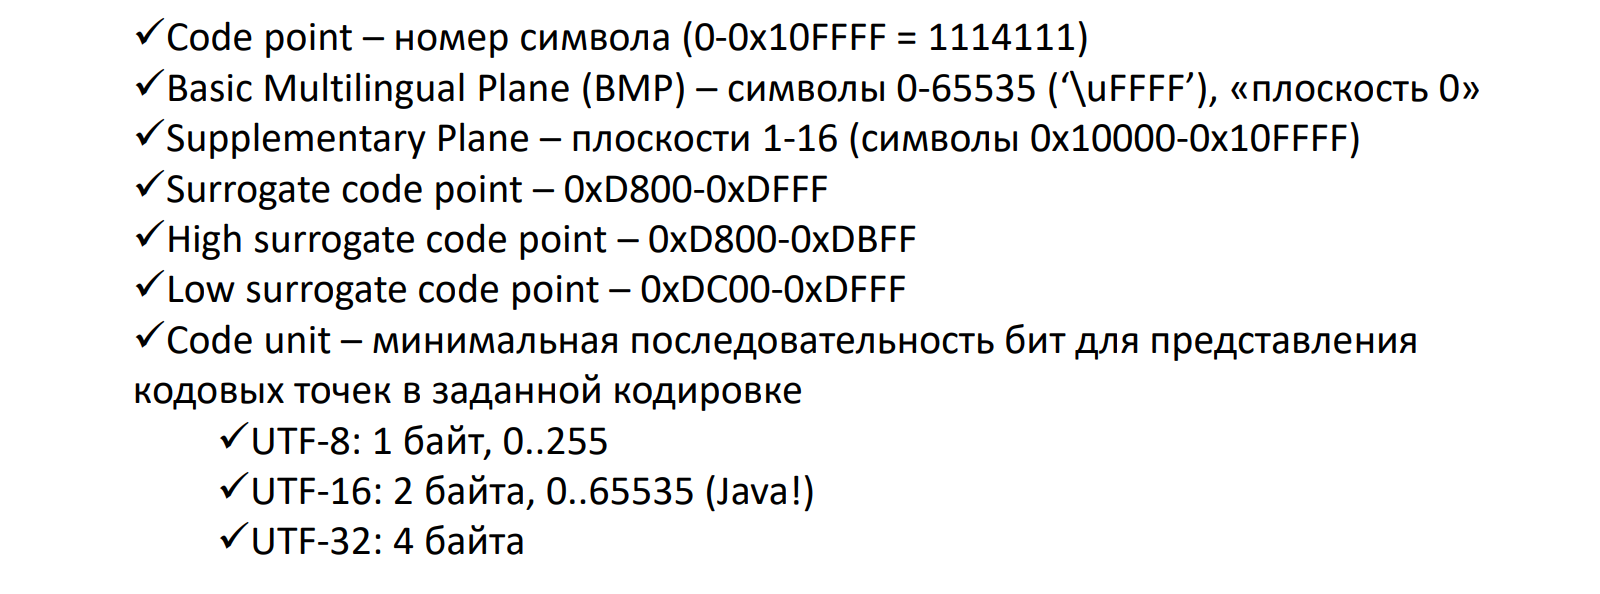 ✓Code point – номер символа (0-0x10FFFF = 1114111)
✓Basic Multilingual Plane (BMP) – символы 0-65535 (‘\uFFFF’), «плоскость 0»
✓Supplementary Plane – плоскости 1-16 (символы 0x10000-0x10FFFF)
✓Surrogate code point – 0xD800-0xDFFF
✓High surrogate code point – 0xD800-0xDBFF
✓Low surrogate code point – 0xDC00-0xDFFF
✓Code unit – минимальная последовательность бит для представления
кодовых точек в заданной кодировке
✓UTF-8: 1 байт, 0..255
✓UTF-16: 2 байта, 0..65535 (Java!)
✓UTF-32: 4 байта